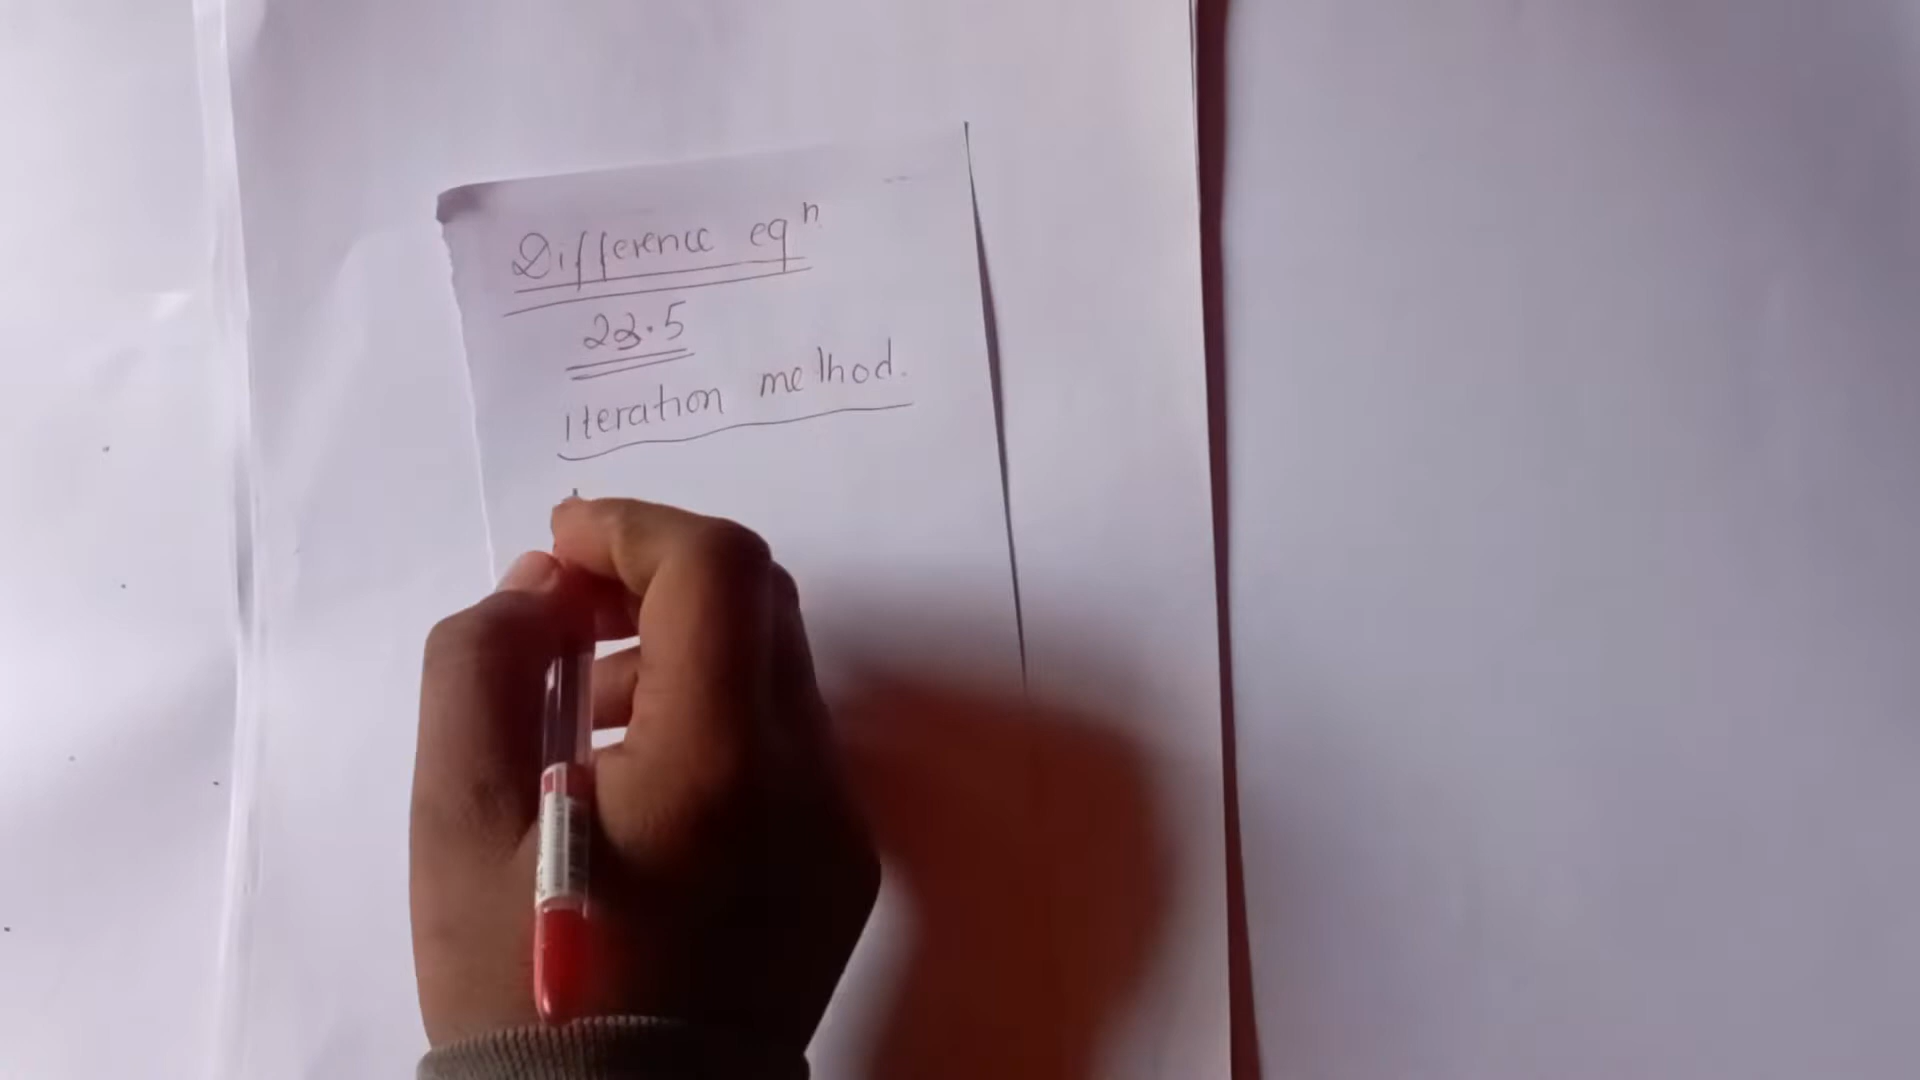 Difference eqⁿ
22.5
iteration method.